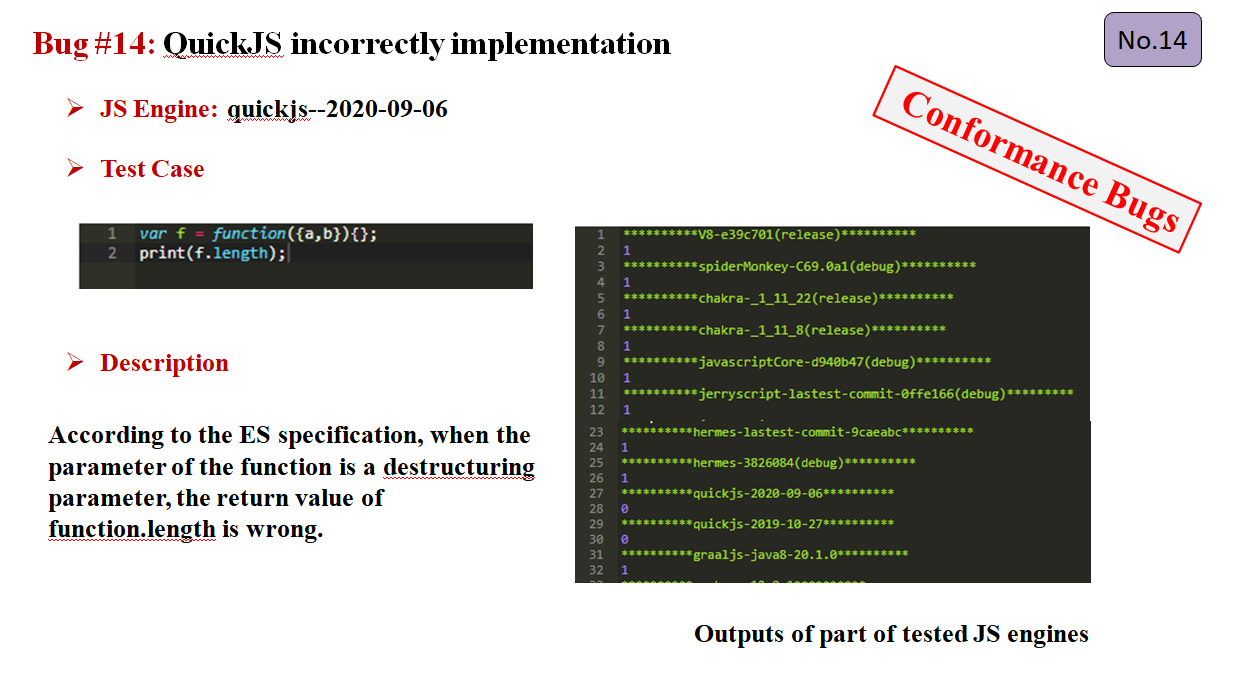 Bug #14: QuickJS incorrectly implementation
No.14
➢ JS Engine: quickjs--2020-09-06
Conformance Bugs
➢ Test Case
1 var f = function({a,b}){};
2 print(f.length);
➢ Description
According to the ES specification, when the
parameter of the function is a destructuring
parameter, the return value of
function.length is wrong.
1 **********V8-e39c701(release)**********
2 1
3 **********spiderMonkey-C69.0a1(debug)**********
4 1
5 **********chakra-_1_11_22(release)**********
6 1
7 **********chakra-_1_11_8(release)**********
8 1
9 **********javascriptCore-d940b47(debug)**********
10 1
11 **********jerryscript-lastest-commit-0ffe166(debug)*********
12 1
23 **********hermes-lastest-commit-9caeabc**********
24 1
25 **********hermes-3826084(debug)**********
26 1
27 **********quickjs-2020-09-06**********
28 0
29 **********quickjs-2019-10-27**********
30 0
31 **********graaljs-java8-20.1.0**********
32 1
Outputs of part of tested JS engines